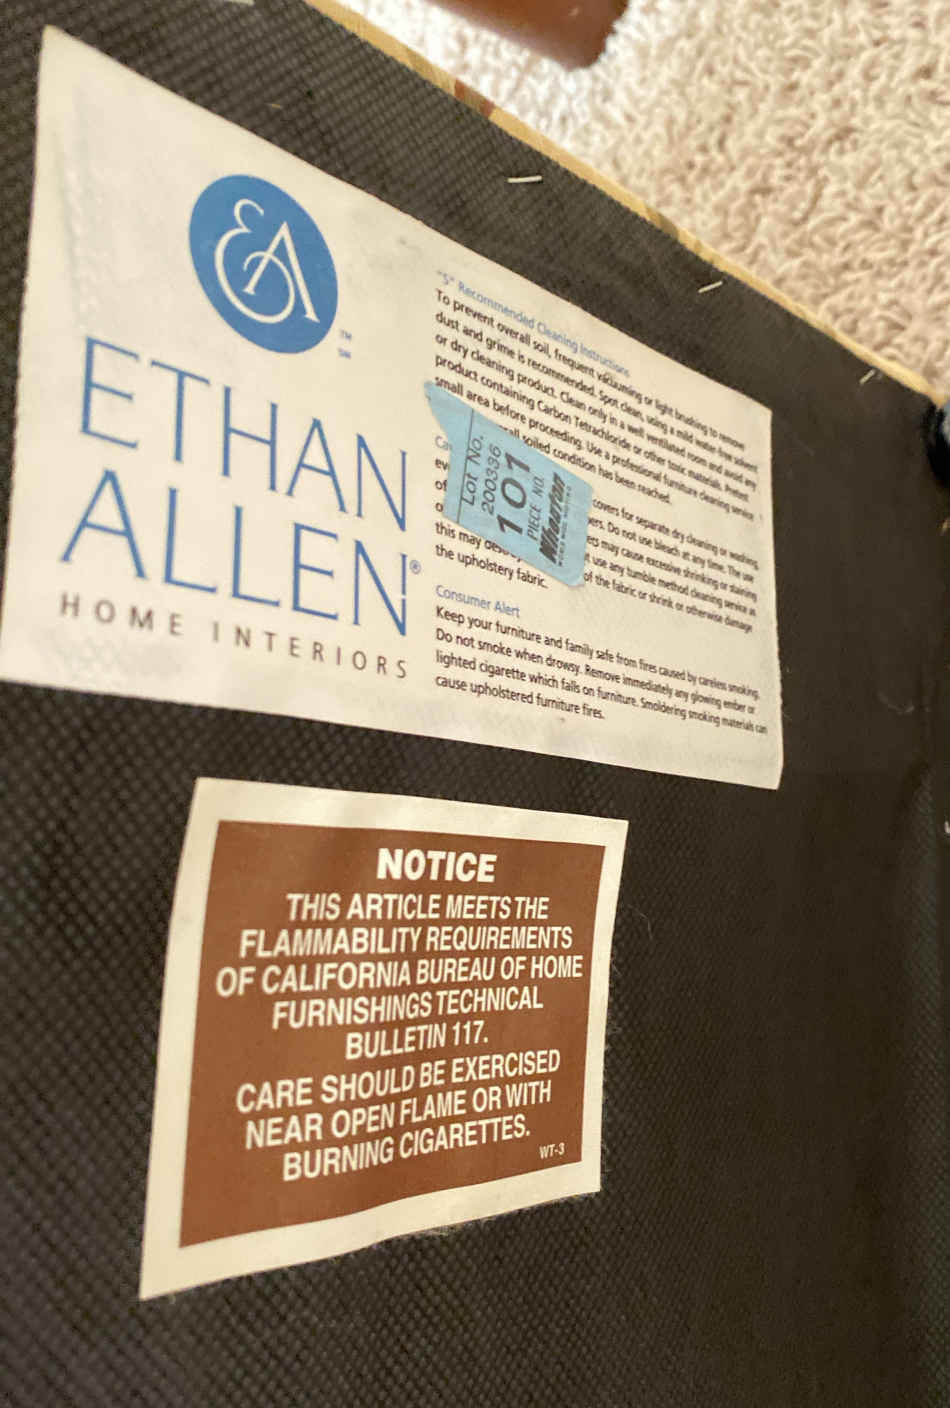 EA
TM
SM
ETHAN
ALLEN®
HOME INTERIORS
"S" Recommended Cleaning Instructions
To prevent overall soil, frequent vacuuming or light brushing to remove
dust and grime is recommended. Spot clean, using a mild water-free solvent
or dry cleaning product. Clean only in a well ventilated room and avoid any
product containing Carbon Tetrachloride or other toxic materials. Pretest
small area before proceeding. Use a professional furniture cleaning service
soiled condition has been reached.
covers for separate dry cleaning or washing,
Do not use bleach at any time. The use
may cause excessive shrinking or staining
use any tumble method cleaning service as
this may of the fabric or shrink or otherwise damage
the upholstery fabric.
Lot No.
200336
101
PIECE NO.
Consumer Alert
Keep your furniture and family safe from fires caused by careless smoking.
Do not smoke when drowsy. Remove immediately any glowing ember or
lighted cigarette which falls on furniture. Smoldering smoking materials can
cause upholstered furniture fires.
NOTICE
THIS ARTICLE MEETS THE
FLAMMABILITY REQUIREMENTS
OF CALIFORNIA BUREAU OF HOME
FURNISHINGS TECHNICAL
BULLETIN 117.
CARE SHOULD BE EXERCISED
NEAR OPEN FLAME OR WITH
BURNING CIGARETTES.
WT-3